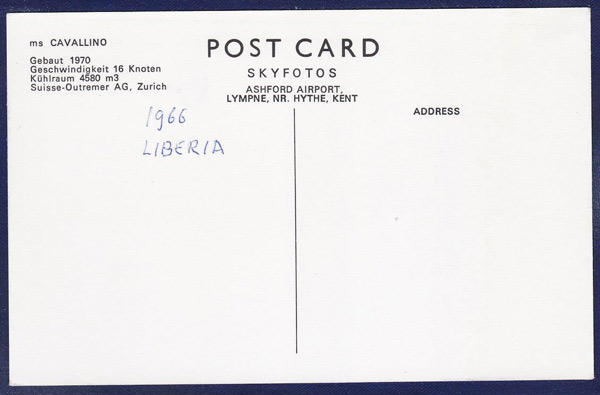 ms CAVALLINO
Gebaut 1970
Geschwindigkeit 16 Knoten
Kühlraum 4580 m3
Suisse-Outremer AG, Zurich
1966
LIBERIA
POST CARD
SKYFOTOS
ASHFORD AIRPORT,
LYMPNE, NR. HYTHE, KENT
ADDRESS